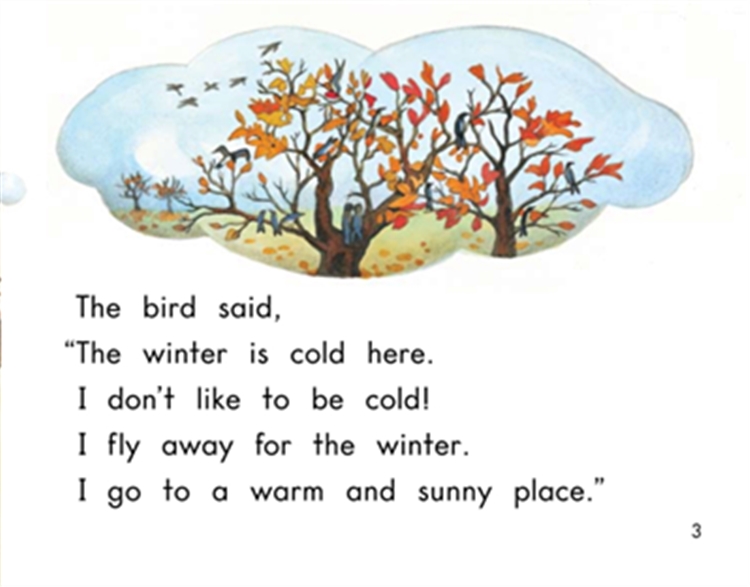 The bird said,
“The winter is cold here.
I don't like to be cold!
I fly away for the winter.
I go to a warm and sunny place.”
3